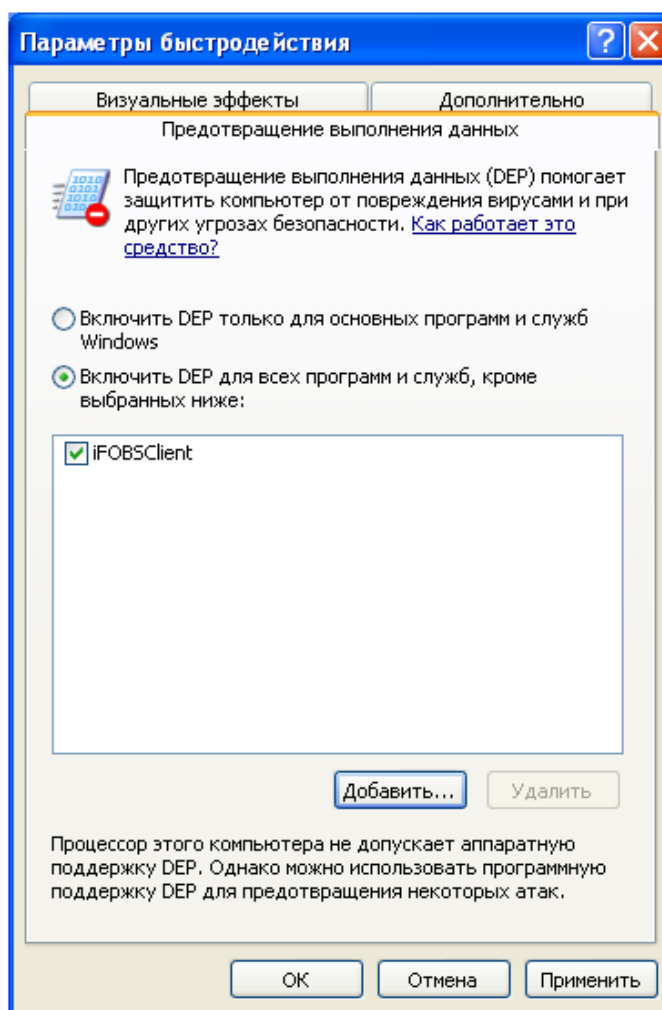 Параметры быстродействия
Визуальные эффекты
Дополнительно
Предотвращение выполнения данных
Предотвращение выполнения данных (DEP) помогает
защитить компьютер от повреждения вирусами и при
других угрозах безопасности. Как работает это
средство?
Включить DEP только для основных программ и служб
Windows
Включить DEP для всех программ и служб, кроме
выбранных ниже:
iFOBSClient
Добавить...
Удалить
Процессор этого компьютера не допускает аппаратную
поддержку DEP. Однако можно использовать программную
поддержку DEP для предотвращения некоторых атак.
ОК
Отмена
Применить